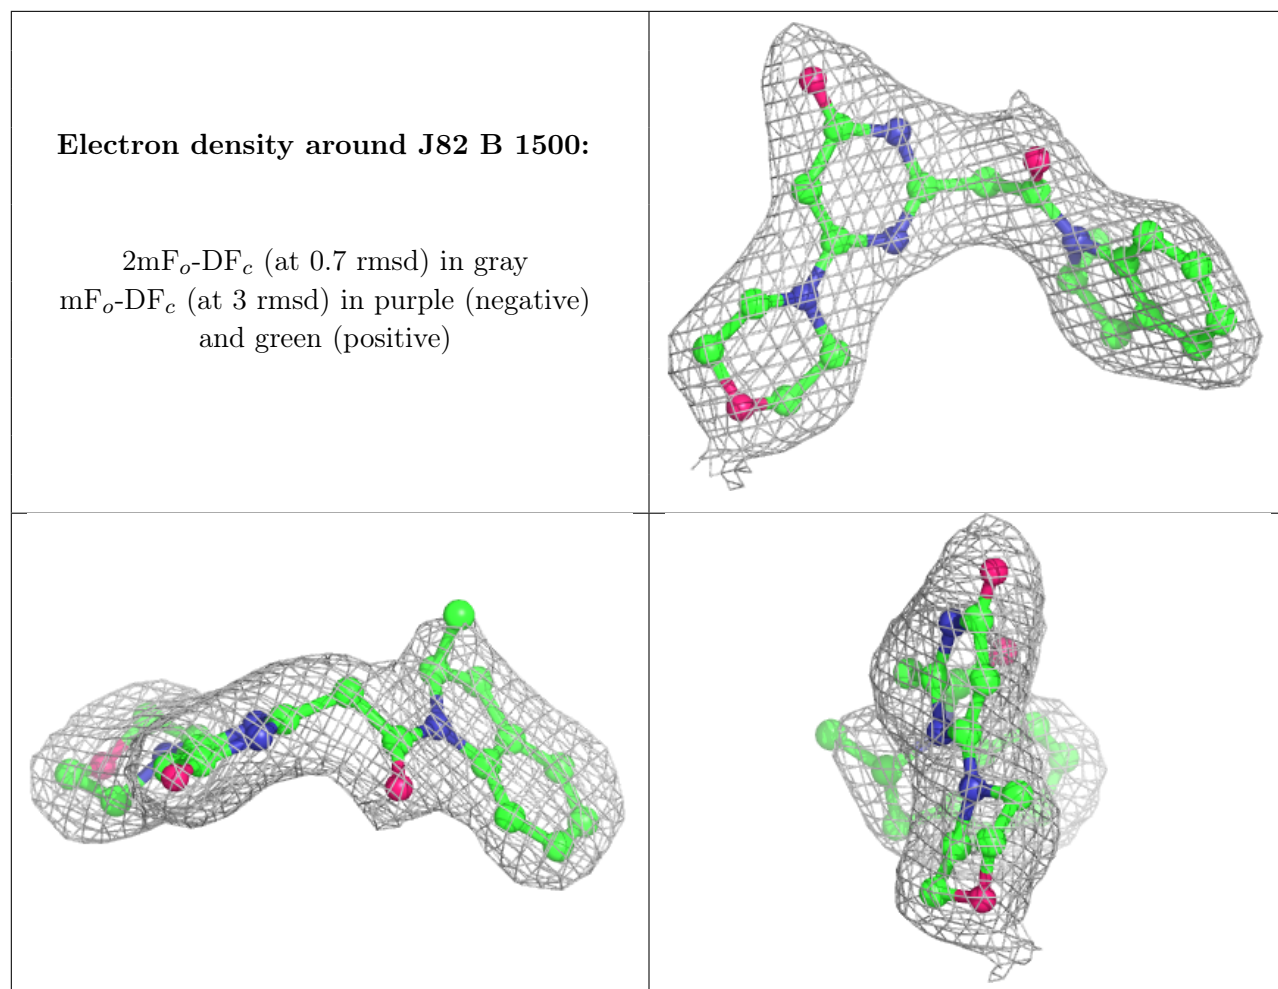 Electron density around J82 B 1500:
2mFo-DFc (at 0.7 rmsd) in gray
mFo-DFc (at 3 rmsd) in purple (negative)
and green (positive)